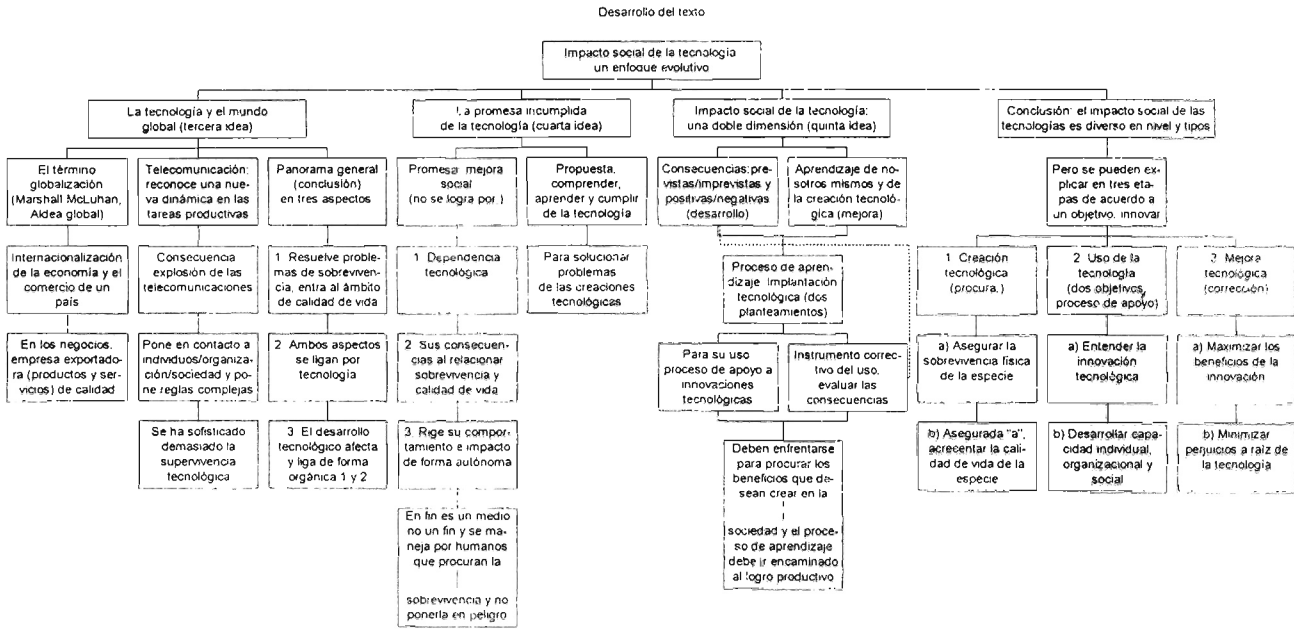 Desarrollo del texto
Impacto social de la tecnología
un enfoque evolutivo
La tecnología y el mundo
global (tercera idea)
La promesa incumplida
de la tecnología (cuarta idea)
Impacto social de la tecnología:
una doble dimensión (quinta idea)
Conclusión: el impacto social de las
tecnologías es diverso en nivel y tipos
El término
globalización
(Marshall McLuhan,
Aldea global)
Telecomunicación:
reconoce una nue-
va dinámica en las
tareas productivas
Panorama general
(conclusión)
en tres aspectos
Promesa mejora
social
(no se logra por )
Propuesta,
comprender,
aprender y cumplir
de la tecnología
Consecuencias: pre-
vistas/imprevistas y
positivas/negativas
(desarrollo)
Aprendizaje de no-
sotros mismos y de
la creación tecnoló-
gica (mejora)
Pero se pueden ex-
plicar en tres eta-
pas de acuerdo a
un objetivo, innovar
Internacionalización
de la economía y el
comercio de un
país
Consecuencia
explosión de las
telecomunicaciones
1 Resuelve proble-
mas de sobreviven-
cia, entra al ámbito
de calidad de vida
1 Dependencia
tecnológica
Para solucionar
problemas
de las creaciones
tecnológicas
Proceso de apren-
dizaje Implantación
tecnológica (dos
planteamientos)
1 Creación
tecnológica
(procura,)
2 Uso de la
tecnología
(dos objetivos,
proceso de apoyo)
3 Mejora
tecnológica
(corrección)
En los negocios,
empresa exportado-
ra (productos y ser-
vicios) de calidad
Pone en contacto a
individuos/organiza-
ción/sociedad y po-
ne reglas complejas
2 Ambos aspectos
se ligan por
tecnología
2 Sus consecuen-
cias al relacionar
sobrevivencia y
calidad de vida
Para su uso
proceso de apoyo a
innovaciones
tecnológicas
Instrumento correc-
tivo del uso,
evaluar las
consecuencias
a) Asegurar la
sobrevivencia física
de la especie
a) Entender la
innovación
tecnológica
a) Maximizar los
beneficios de la
innovación
Se ha sofisticado
demasiado la
supervivencia
tecnológica
3 El desarrollo
tecnológico afecta
y liga de forma
orgánica 1 y 2
3 Rige su compor-
tamiento e impacto
de forma autónoma
Deben enfrentarse
para procurar los
beneficios que de-
sean crear en la
sociedad y el proce-
so de aprendizaje
debe ir encaminado
al logro productivo
b) Asegurada "a",
acrecentar la cali-
dad de vida de la
especie
b) Desarrollar capa-
cidad individual,
organizacional y
social
b) Minimizar
perjuicios a raíz de
la tecnología
En fin es un medio
no un fin y se ma-
neja por humanos
que procuran la
sobrevivencia y no
ponerla en peligro